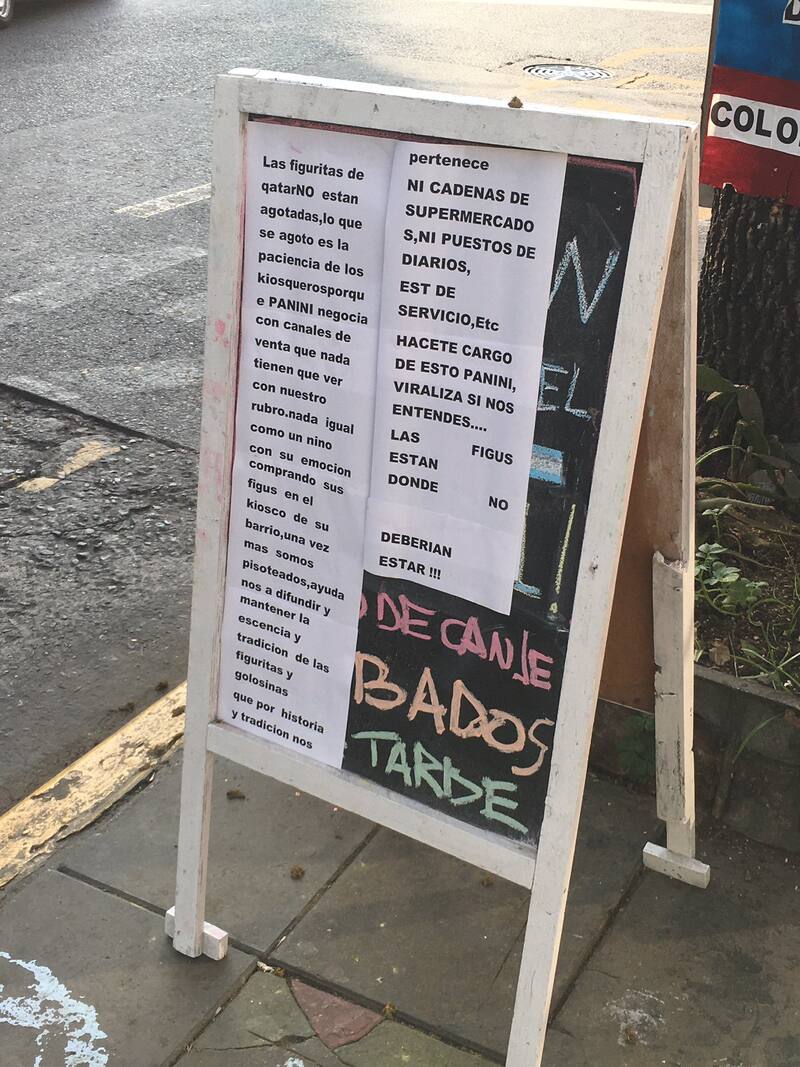 Las figuritas de
qatarNO estan
agotadas,lo que
se agoto es la
paciencia de los
kiosquerosporqu
e PANINI negocia
con canales de
venta que nada
tienen que ver
con nuestro
rubro.nada igual
como un nino
con su emocion
comprando sus
figus en el
kiosco de su
barrio,una vez
mas somos
pisoteados,ayuda
nos a difundir y
mantener la
escencia y
tradicion de las
figuritas y
golosinas
que por historia
y tradicion nos
pertenece
NI CADENAS DE
SUPERMERCADO
S,NI PUESTOS DE
DIARIOS,
EST DE
SERVICIO,Etc
HACETE CARGO
DE ESTO PANINI,
VIRALIZA SI NOS
ENTENDES....
LAS FIGUS
ESTAN
DONDE NO
DEBERIAN
ESTAR !!!
N
EL
DE CANJE
BADOS
TARDE
COLO